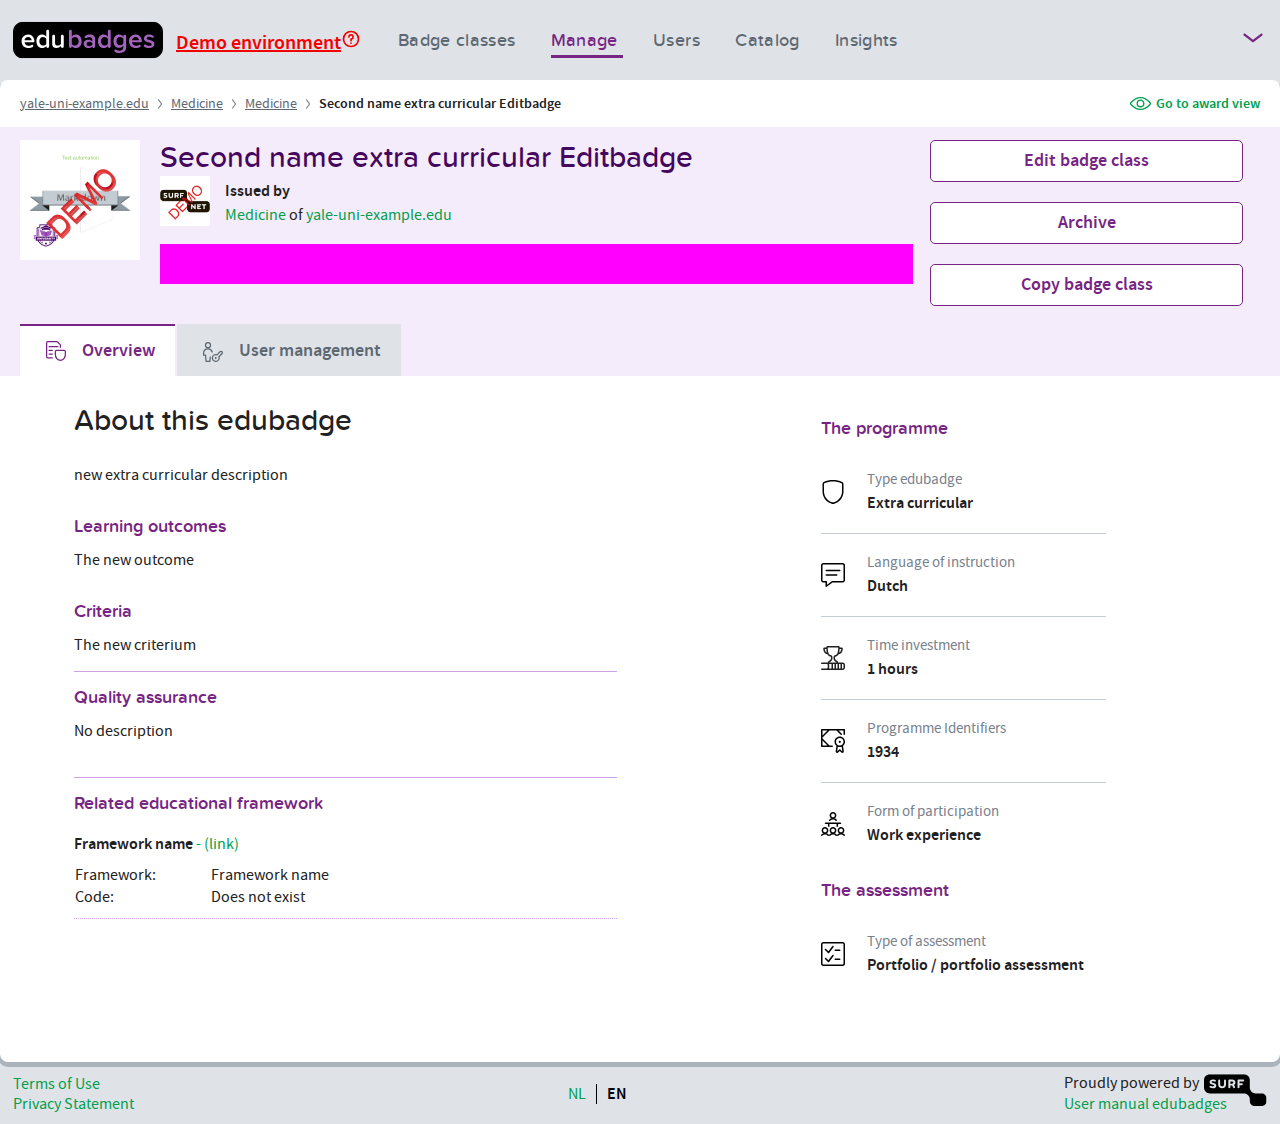 edubadges Demo environment Badge classes Manage Users Catalog Insights
yale-uni-example.edu Medicine Medicine Second name extra curricular Editbadge Go to award view
Test automation
DEMO
Second name extra curricular Editbadge
SURF NET DEMO
Issued by
Medicine of yale-uni-example.edu
Edit badge class
Archive
Copy badge class
Overview User management
About this edubadge
new extra curricular description
Learning outcomes
The new outcome
Criteria
The new criterium
Quality assurance
No description
Related educational framework
Framework name - (link)
Framework: Framework name
Code: Does not exist
The programme
Type edubadge
Extra curricular
Language of instruction
Dutch
Time investment
1 hours
Programme Identifiers
1934
Form of participation
Work experience
The assessment
Type of assessment
Portfolio / portfolio assessment
Terms of Use
Privacy Statement
NL EN
Proudly powered by SURF
User manual edubadges